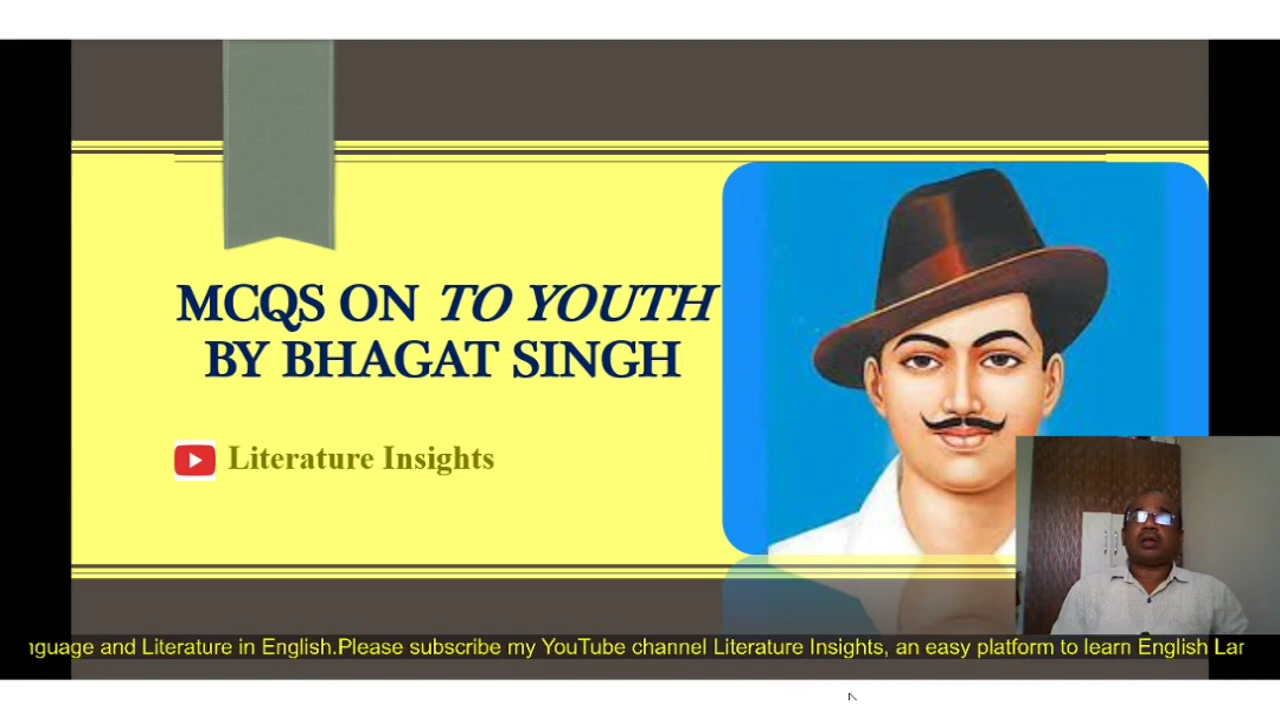 MCQS ON TO YOUTH
BY BHAGAT SINGH
Literature Insights
nguage and Literature in English.Please subscribe my YouTube channel Literature Insights, an easy platform to learn English Lar